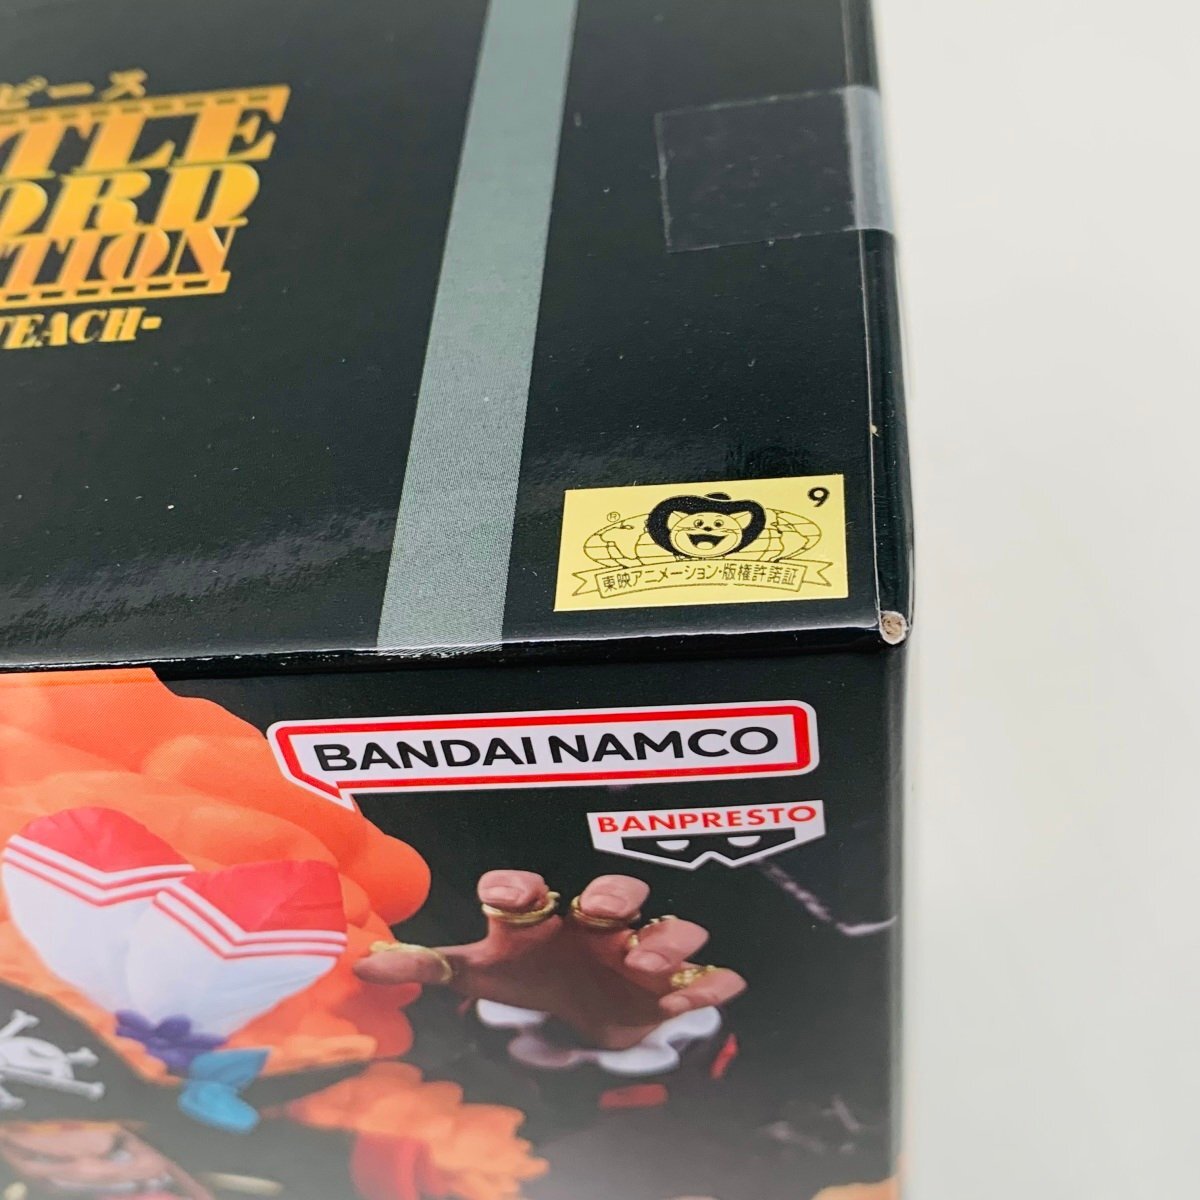 ピース
TTLE
ORD
CTION
TEACH-
9
R
東映アニメーション・版権許諾証
BANDAI NAMCO
BANPRESTO